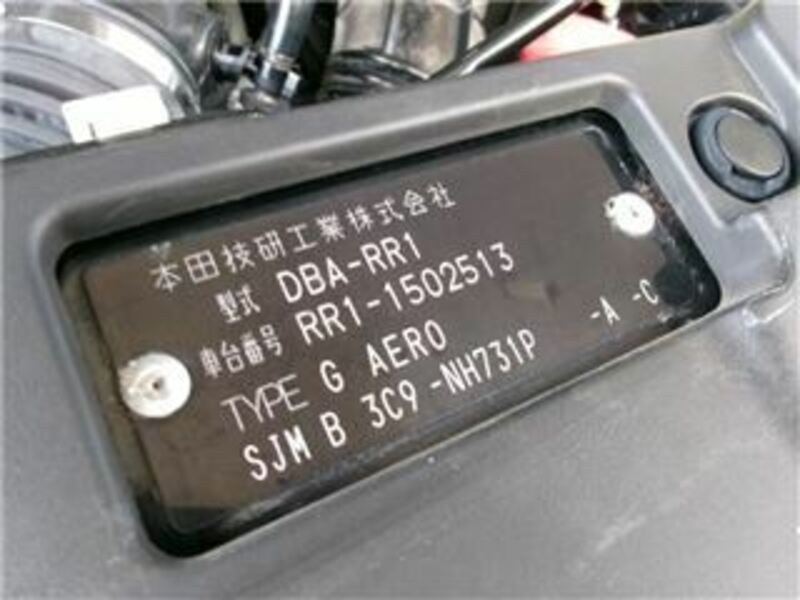 本田技研工業株式会社
型式 DBA-RR1
車台番号 RR1-1502513
TYPE G AERO
SJM B 3C9-NH731P -A -C